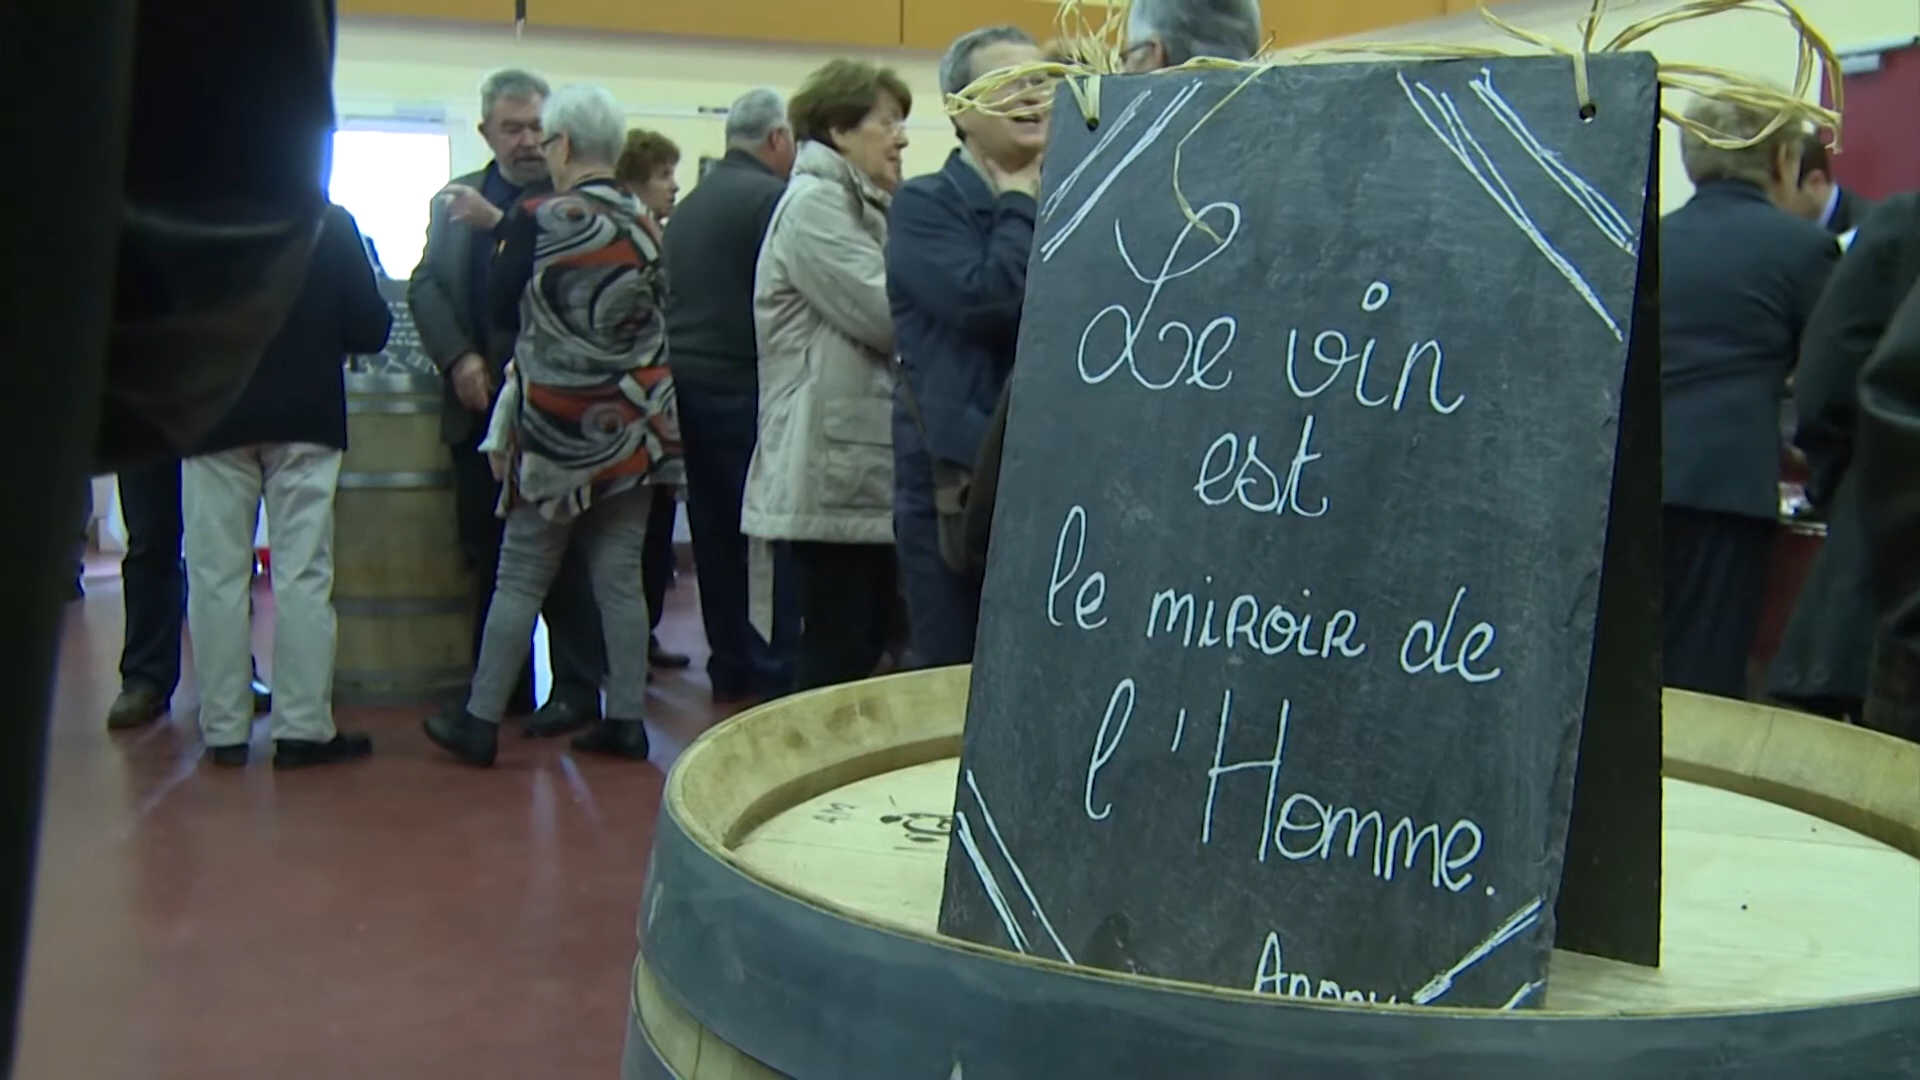 Le vin
est
le miroir de
l'Homme.